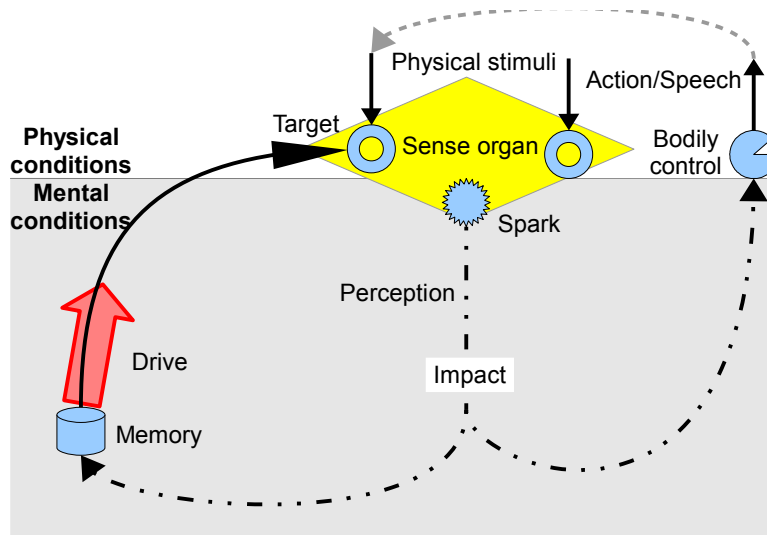 Physical stimuli
Action/Speech
Target
Physical
conditions
Sense organ
Bodily
control
Mental
conditions
Spark
Perception
Drive
Impact
Memory